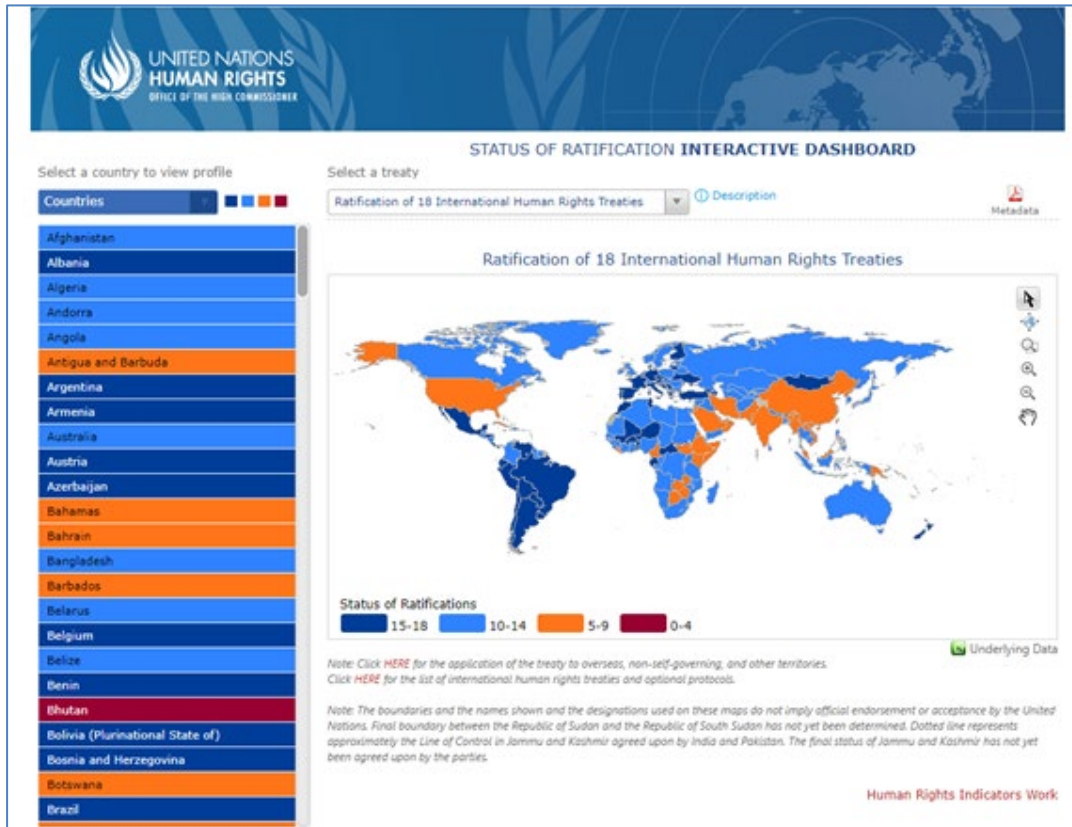 UNITED NATIONS
HUMAN RIGHTS
OFFICE OF THE HIGH COMMISSIONER
STATUS OF RATIFICATION INTERACTIVE DASHBOARD
Select a country to view profile
Select a treaty
Countries
Ratification of 18 International Human Rights Treaties
Description
Metadata
Afghanistan
Albania
Algeria
Andorra
Angola
Antigua and Barbuda
Argentina
Armenia
Australia
Austria
Azerbaijan
Bahamas
Bahrain
Bangladesh
Barbados
Belarus
Belgium
Belize
Benin
Bhutan
Bolivia (Plurinational State of)
Bosnia and Herzegovina
Botswana
Brazil
Ratification of 18 International Human Rights Treaties
Status of Ratifications
15-18 10-14 5-9 0-4
Underlying Data
Note: Click HERE for the application of the treaty to overseas, non-self-governing, and other territories.
Click HERE for the list of international human rights treaties and optional protocols.
Note: The boundaries and the names shown and the designations used on these maps do not imply official endorsement or acceptance by the United
Nations. Final boundary between the Republic of Sudan and the Republic of South Sudan has not yet been determined. Dotted line represents
approximately the Line of Control in Jammu and Kashmir agreed upon by India and Pakistan. The final status of Jammu and Kashmir has not yet
been agreed upon by the parties.
Human Rights Indicators Work